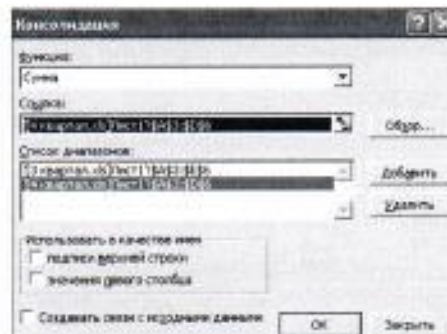 Консолидация
Функция:
Сумма
Ссылка:
Обзор...
Список диапазонов:
Добавить
Удалить
Использовать в качестве имен
подписи верхней строки
значения левого столбца
Создавать связи с исходными данными
ОК
Закрыть